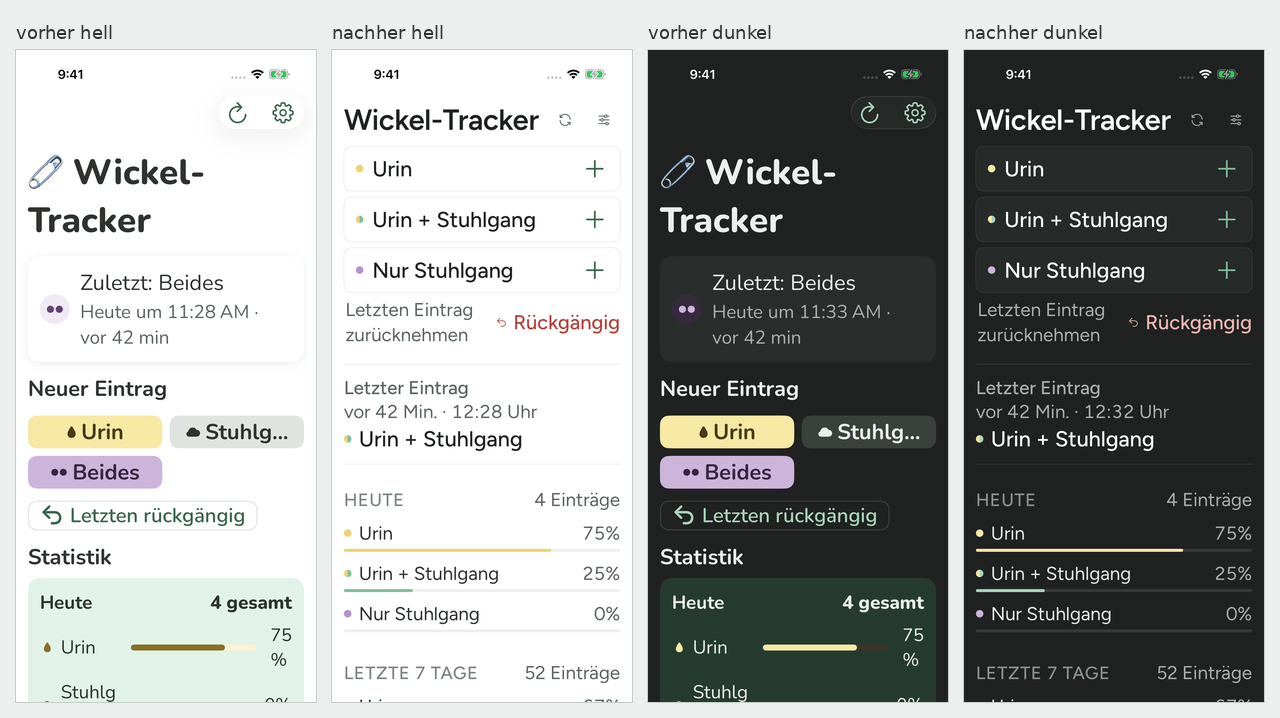 vorher hell
9:41
🧷 Wickel-
Tracker
Zuletzt: Beides
Heute um 11:28 AM ·
vor 42 min
Neuer Eintrag
Urin
Stuhlg...
Beides
Letzten rückgängig
Statistik
Heute
4 gesamt
Urin
75
%
Stuhlg
0%
nachher hell
9:41
Wickel-Tracker
Urin
Urin + Stuhlgang
Nur Stuhlgang
Letzten Eintrag
zurücknehmen
Rückgängig
Letzter Eintrag
vor 42 Min. · 12:28 Uhr
Urin + Stuhlgang
HEUTE
4 Einträge
Urin
75%
Urin + Stuhlgang
25%
Nur Stuhlgang
0%
LETZTE 7 TAGE
52 Einträge
vorher dunkel
9:41
🧷 Wickel-
Tracker
Zuletzt: Beides
Heute um 11:33 AM ·
vor 42 min
Neuer Eintrag
Urin
Stuhlg...
Beides
Letzten rückgängig
Statistik
Heute
4 gesamt
Urin
75
%
Stuhlg
0%
nachher dunkel
9:41
Wickel-Tracker
Urin
Urin + Stuhlgang
Nur Stuhlgang
Letzten Eintrag
zurücknehmen
Rückgängig
Letzter Eintrag
vor 42 Min. · 12:32 Uhr
Urin + Stuhlgang
HEUTE
4 Einträge
Urin
75%
Urin + Stuhlgang
25%
Nur Stuhlgang
0%
LETZTE 7 TAGE
52 Einträge